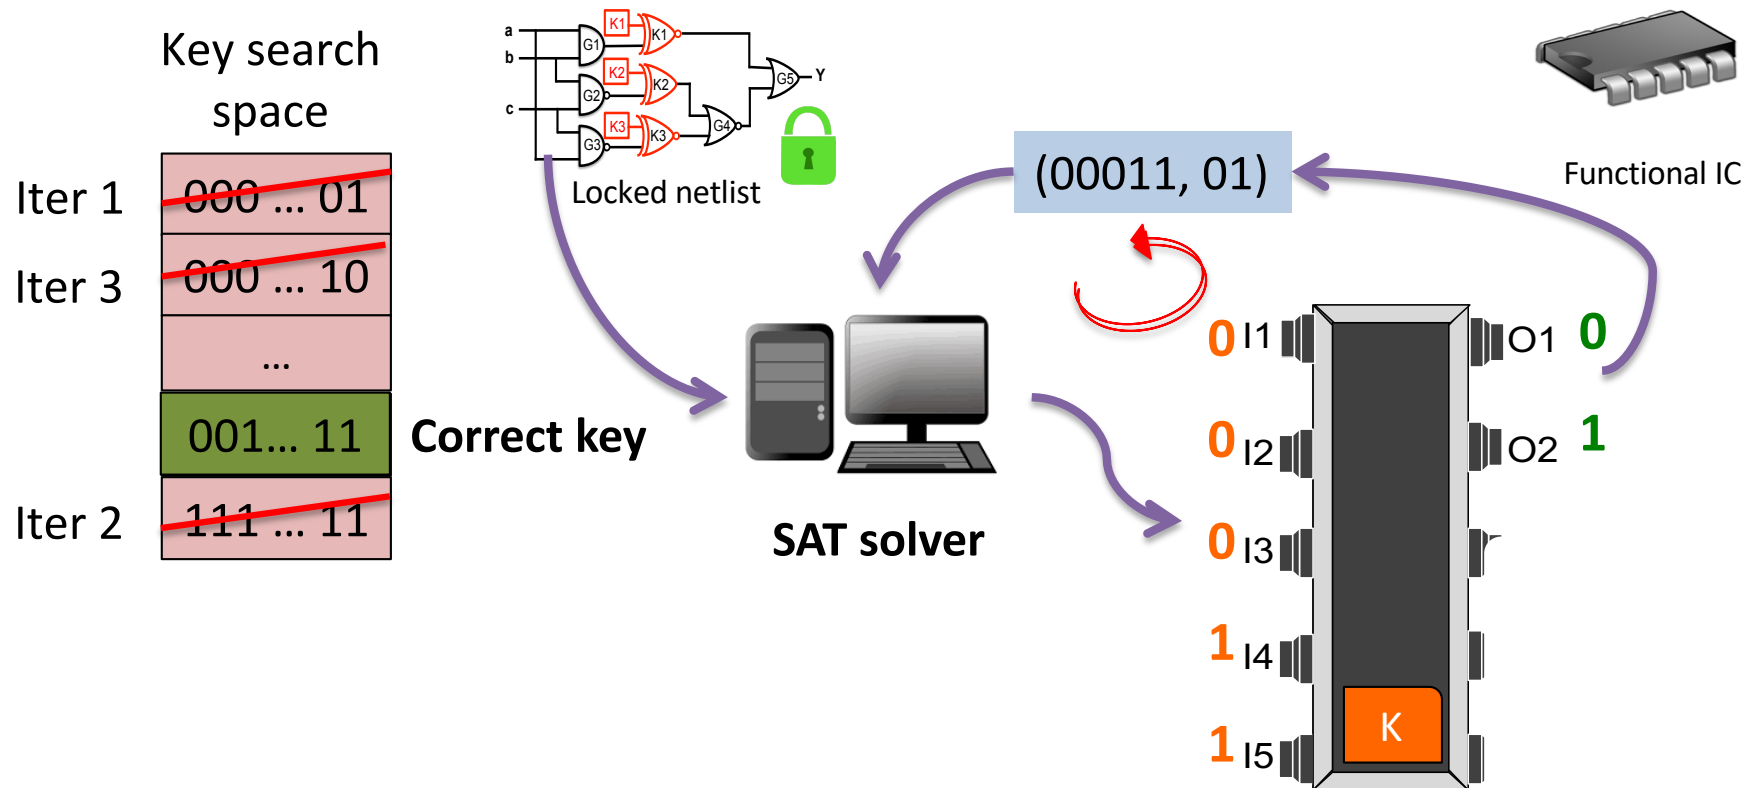 Key search
space
Iter 1
000 ... 01
Iter 3
000 ... 10
...
001... 11
Correct key
Iter 2
111 ... 11
a
b
c
K1
K2
K3
G1
G2
G3
K1
K2
K3
G4
G5
Y
Locked netlist
SAT solver
(00011, 01)
Functional IC
0 I1
O1 0
0 I2
O2 1
0 I3
1 I4
1 I5
K